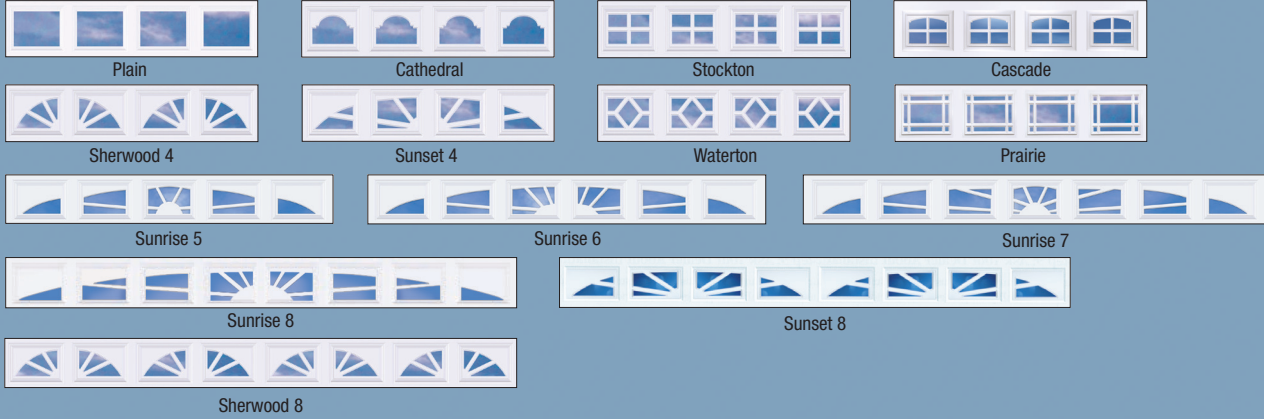 Plain
Cathedral
Stockton
Cascade
Sherwood 4
Sunset 4
Waterton
Prairie
Sunrise 5
Sunrise 6
Sunrise 7
Sunrise 8
Sunset 8
Sherwood 8